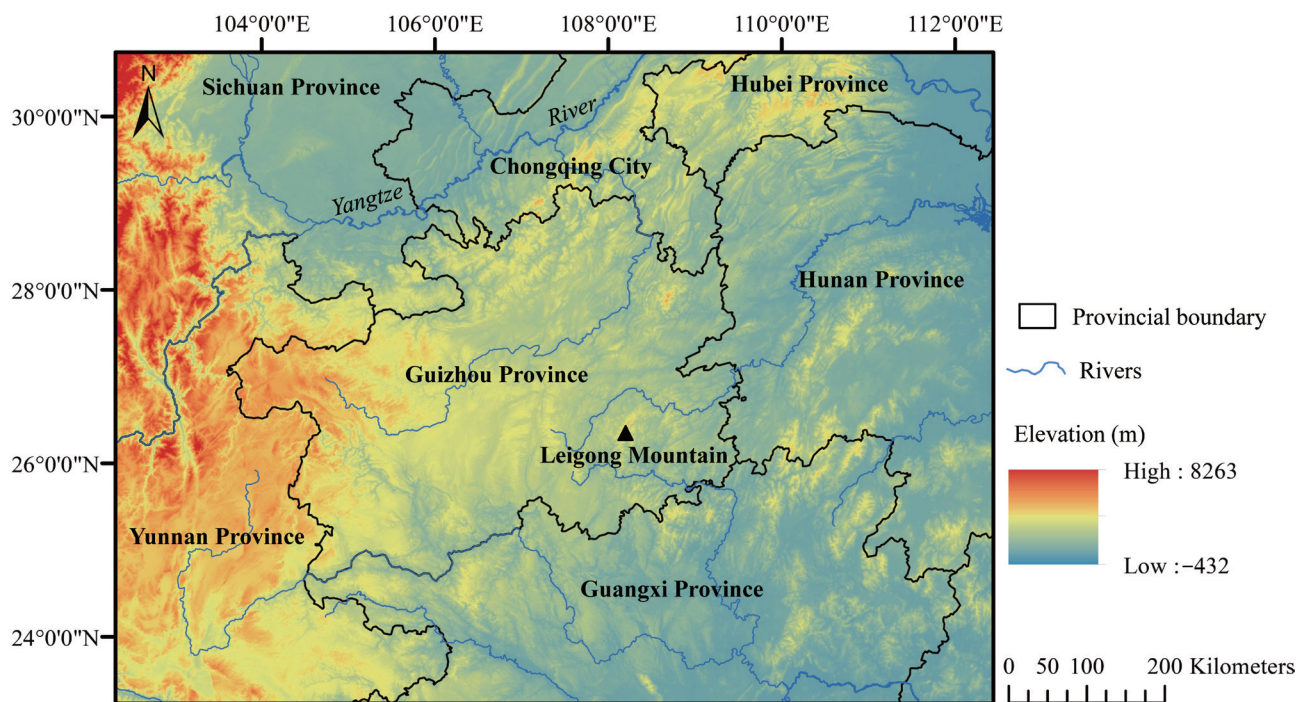 104°0'0"E 106°0'0"E 108°0'0"E 110°0'0"E 112°0'0"E
N
Sichuan Province
Hubei Province
30°0'0"N
River
Chongqing City
Yangtze
28°0'0"N
Hunan Province
Provincial boundary
Guizhou Province
Rivers
Elevation (m)
Leigong Mountain
26°0'0"N
High : 8263
Yunnan Province
Low :−432
Guangxi Province
24°0'0"N
0 50 100 200 Kilometers